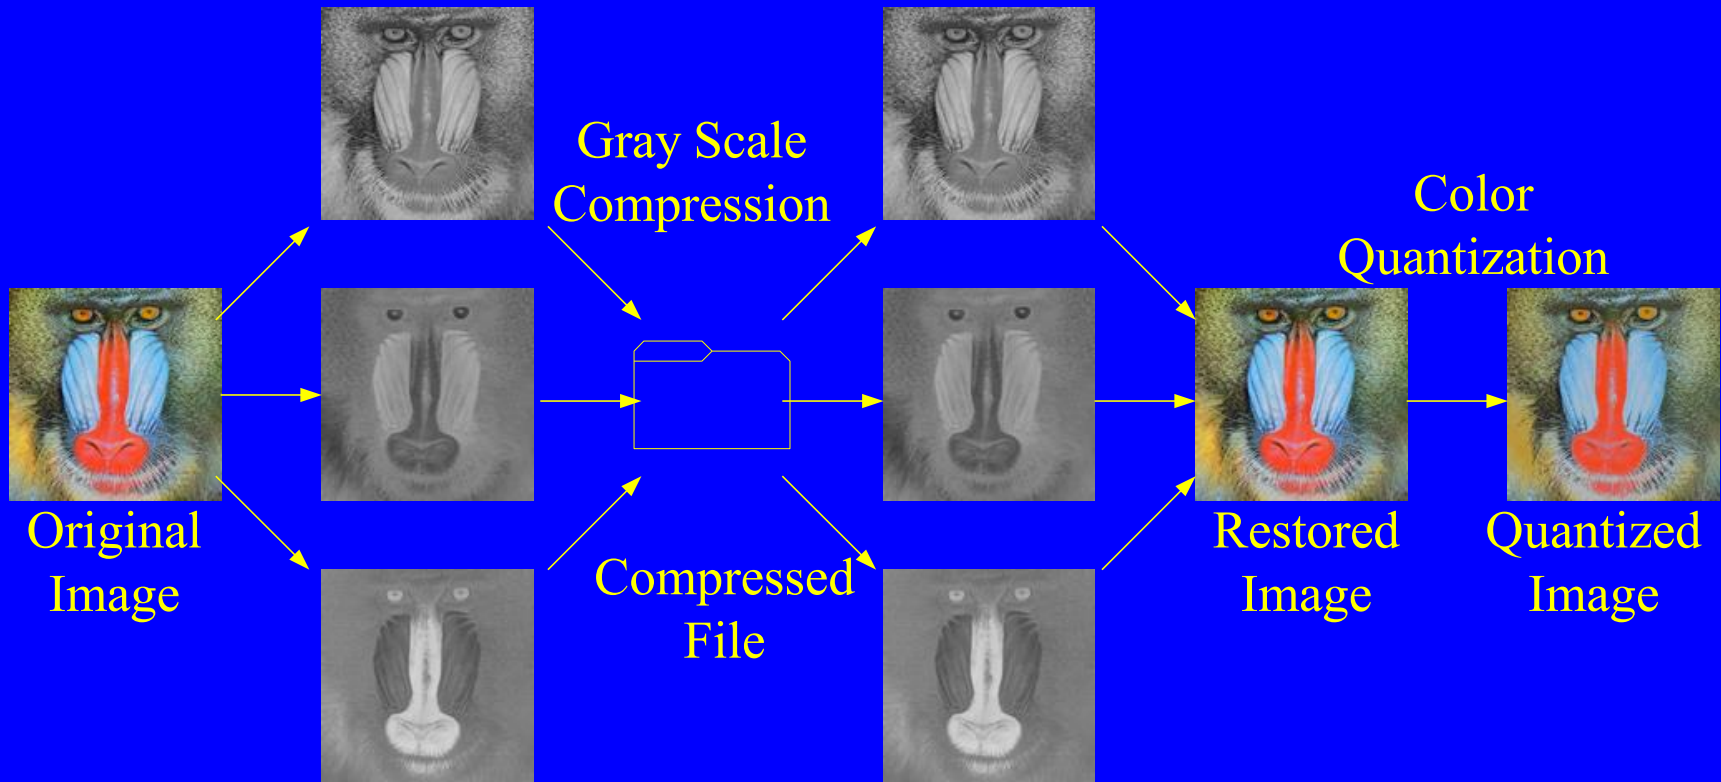 Gray Scale
Compression
Color
Quantization
Original
Image
Compressed
File
Restored
Image
Quantized
Image